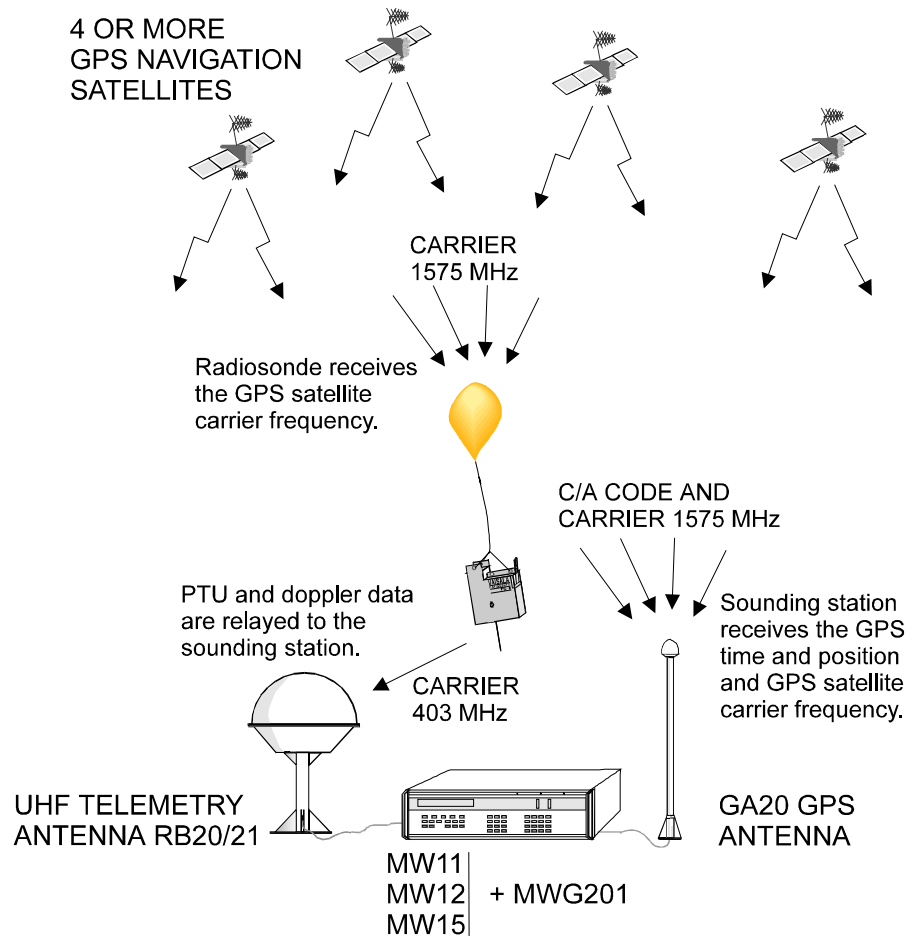 4 OR MORE
GPS NAVIGATION
SATELLITES
CARRIER
1575 MHz
Radiosonde receives
the GPS satellite
carrier frequency.
C/A CODE AND
CARRIER 1575 MHz
PTU and doppler data
are relayed to the
sounding station.
Sounding station
receives the GPS
time and position
and GPS satellite
carrier frequency.
CARRIER
403 MHz
UHF TELEMETRY
ANTENNA RB20/21
GA20 GPS
ANTENNA
MW11
MW12 + MWG201
MW15